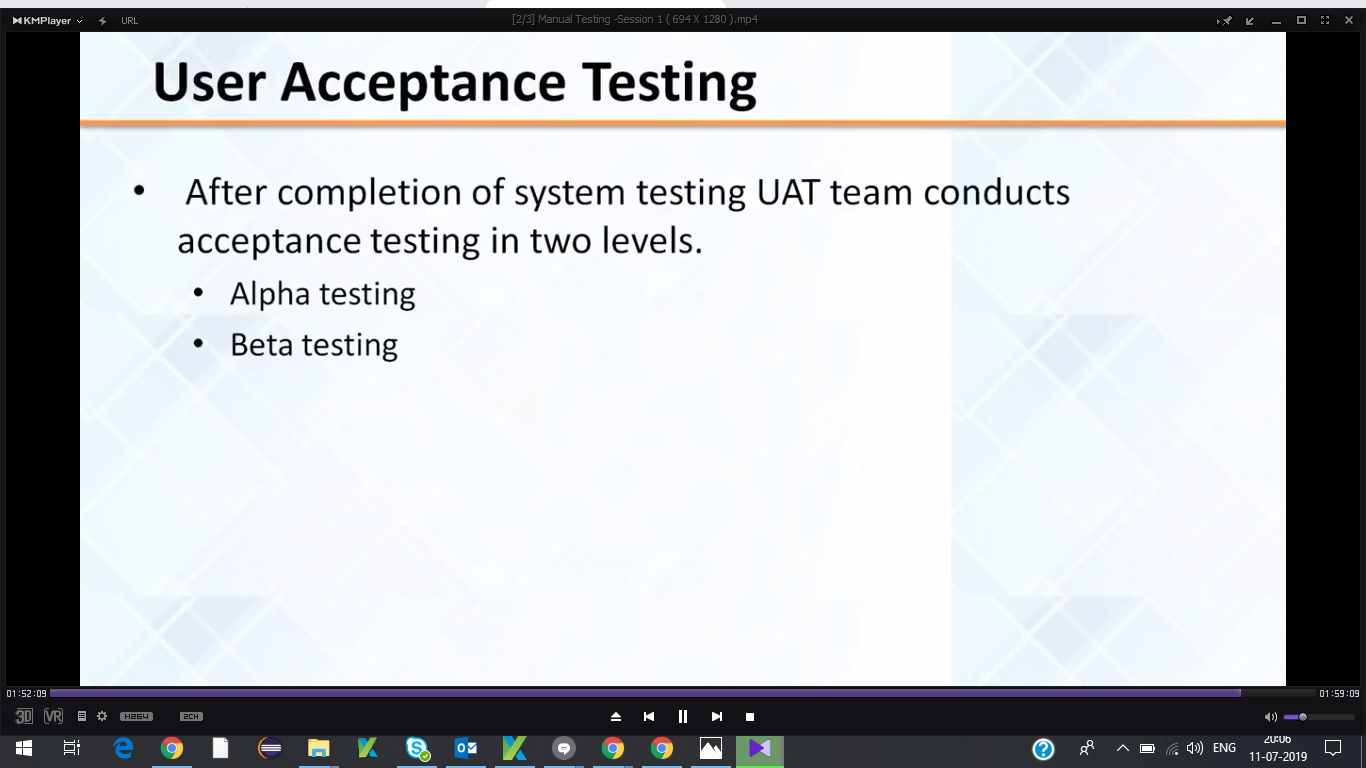 KMPlayer
URL
[2/3] Manual Testing -Session 1 ( 694 X 1280 ).mp4
User Acceptance Testing
• After completion of system testing UAT team conducts
acceptance testing in two levels.
• Alpha testing
• Beta testing
01:52:09
01:59:09
3D VR H264 2CH
ENG
20:06
11-07-2019